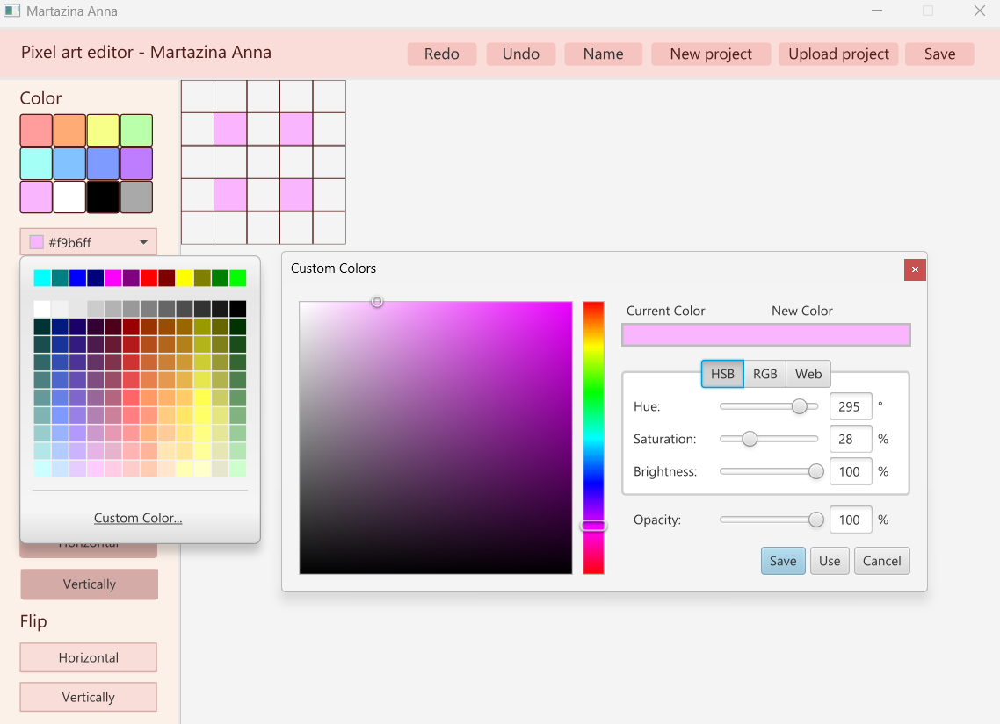 Martazina Anna
Pixel art editor - Martazina Anna
Redo
Undo
Name
New project
Upload project
Save
Color
#f9b6ff
Custom Color...
Horizontal
Vertically
Flip
Horizontal
Vertically
Custom Colors
×
Current Color
New Color
HSB
RGB
Web
Hue:
295 °
Saturation:
28 %
Brightness:
100 %
Opacity:
100 %
Save
Use
Cancel